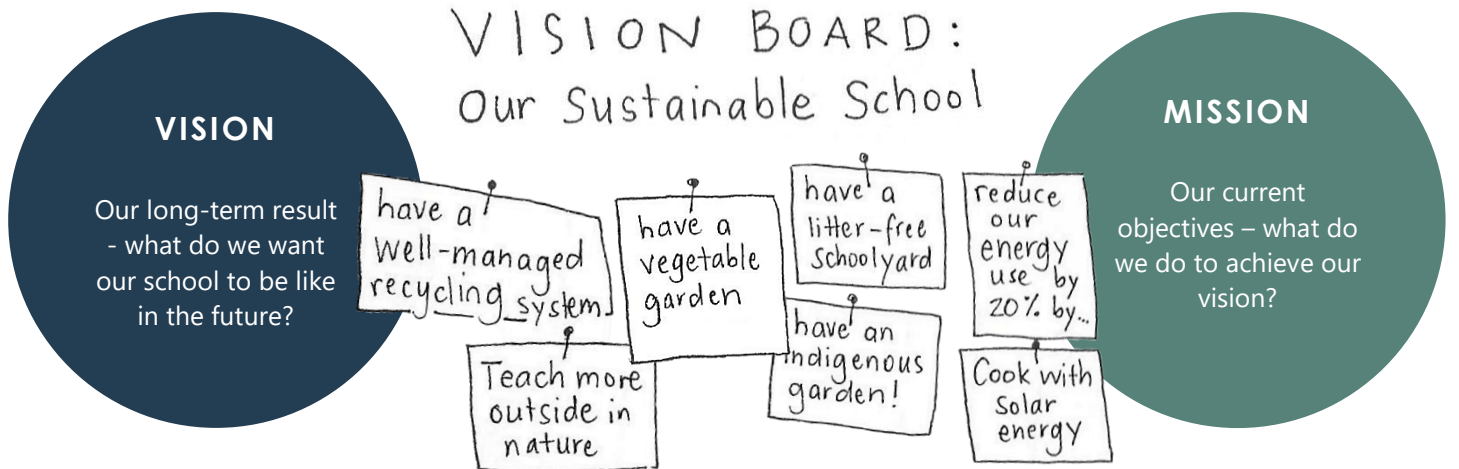 VISION BOARD:
Our Sustainable School
VISION
Our long-term result
- what do we want
our school to be like
in the future?
have a
well-managed
recycling system
have a
vegetable
garden
have a
litter-free
Schoolyard
reduce
our
energy
use by
20% by...
Teach more
outside in
nature
have an
indigenous
garden!
Cook with
Solar
energy
MISSION
Our current
objectives – what do
we do to achieve our
vision?